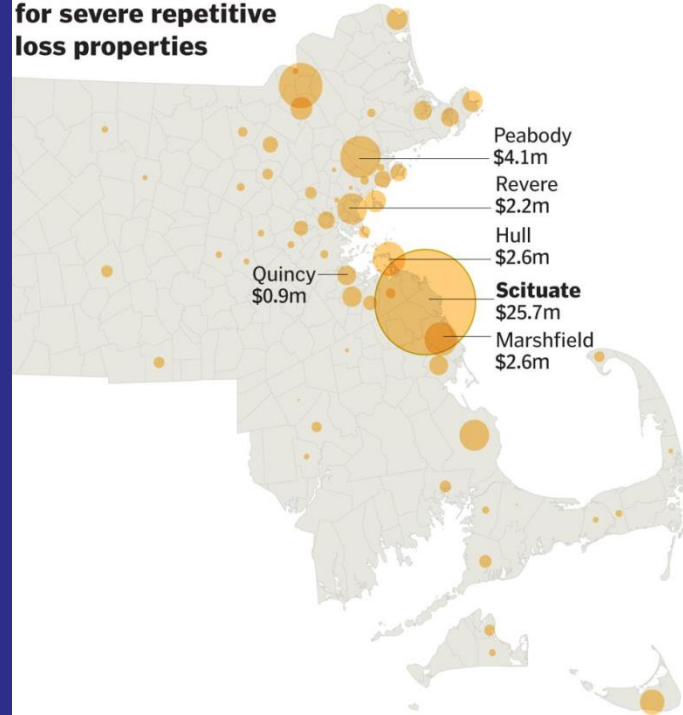 for severe repetitive
loss properties
Peabody
$4.1m
Revere
$2.2m
Hull
$2.6m
Quincy
$0.9m
Scituate
$25.7m
Marshfield
$2.6m